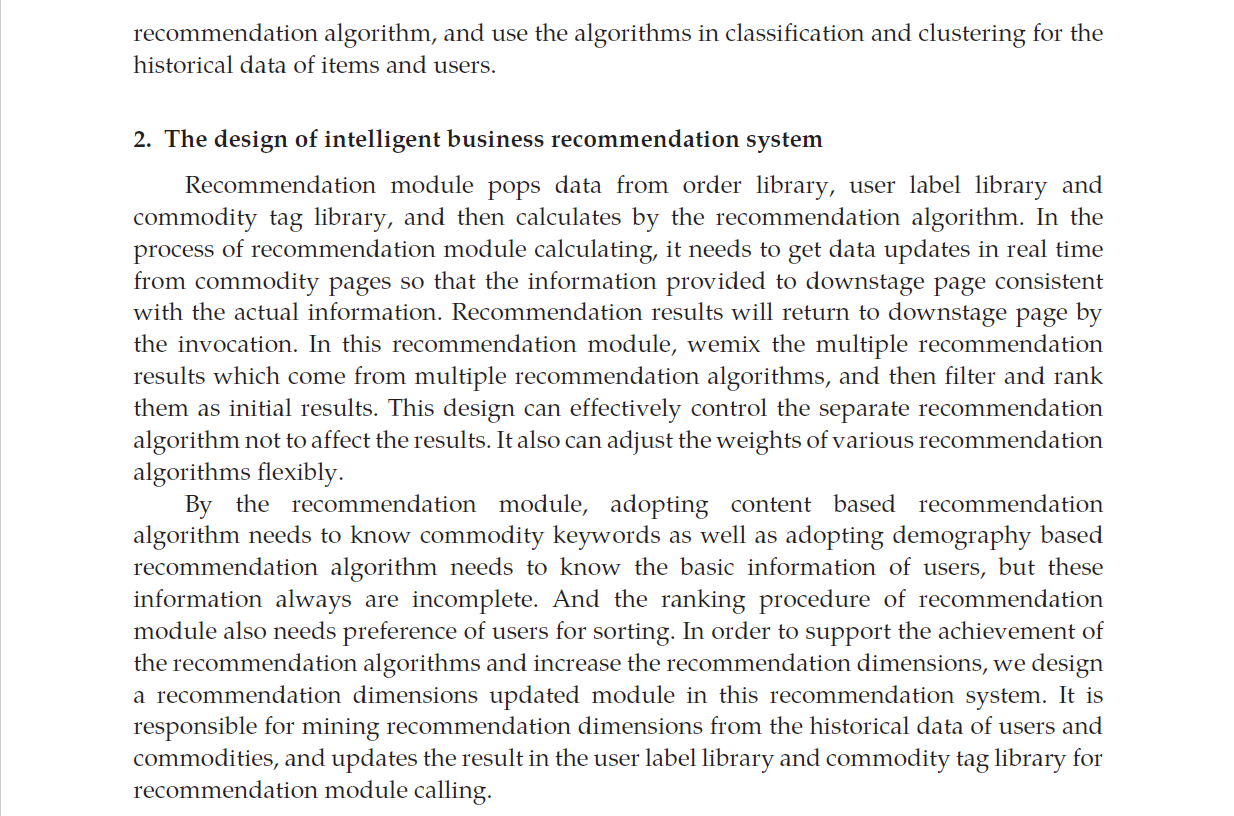 recommendation algorithm, and use the algorithms in classification and clustering for the
historical data of items and users.
2. The design of intelligent business recommendation system
Recommendation module pops data from order library, user label library and
commodity tag library, and then calculates by the recommendation algorithm. In the
process of recommendation module calculating, it needs to get data updates in real time
from commodity pages so that the information provided to downstage page consistent
with the actual information. Recommendation results will return to downstage page by
the invocation. In this recommendation module, wemix the multiple recommendation
results which come from multiple recommendation algorithms, and then filter and rank
them as initial results. This design can effectively control the separate recommendation
algorithm not to affect the results. It also can adjust the weights of various recommendation
algorithms flexibly.
By the recommendation module, adopting content based recommendation
algorithm needs to know commodity keywords as well as adopting demography based
recommendation algorithm needs to know the basic information of users, but these
information always are incomplete. And the ranking procedure of recommendation
module also needs preference of users for sorting. In order to support the achievement of
the recommendation algorithms and increase the recommendation dimensions, we design
a recommendation dimensions updated module in this recommendation system. It is
responsible for mining recommendation dimensions from the historical data of users and
commodities, and updates the result in the user label library and commodity tag library for
recommendation module calling.